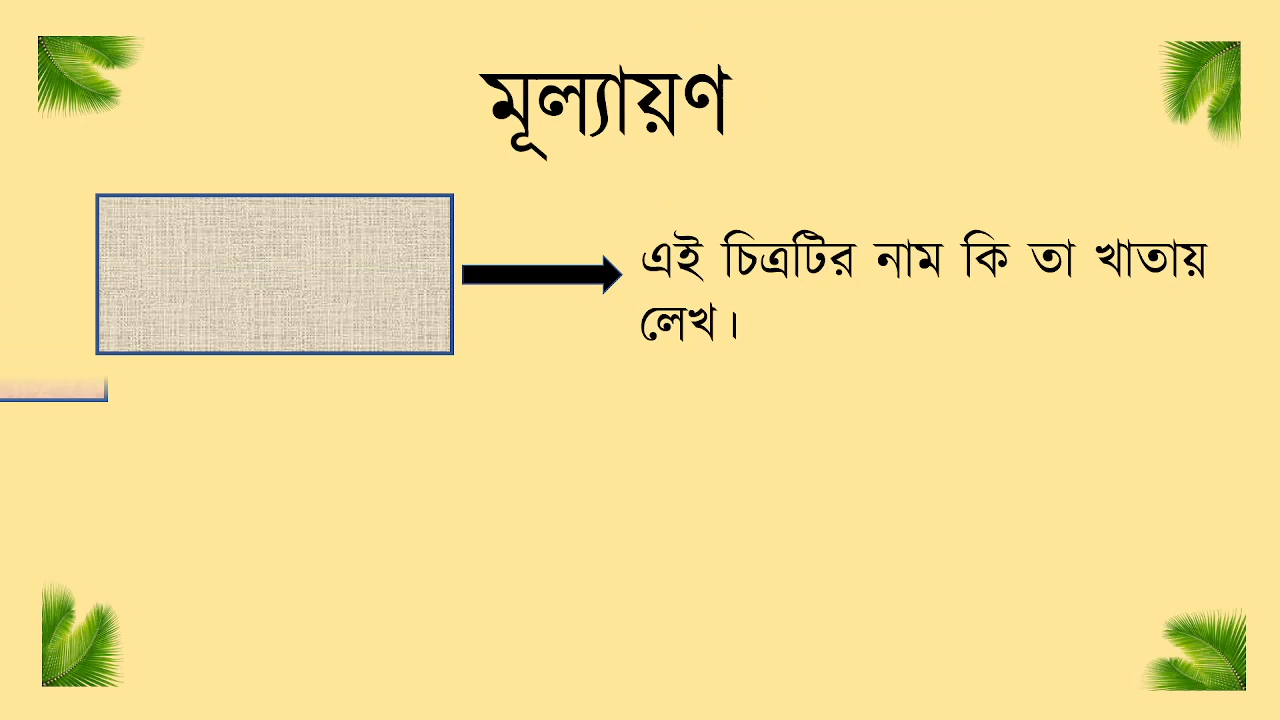 মূল্যায়ণ
এই চিত্রটির নাম কি তা খাতায়
লেখ।